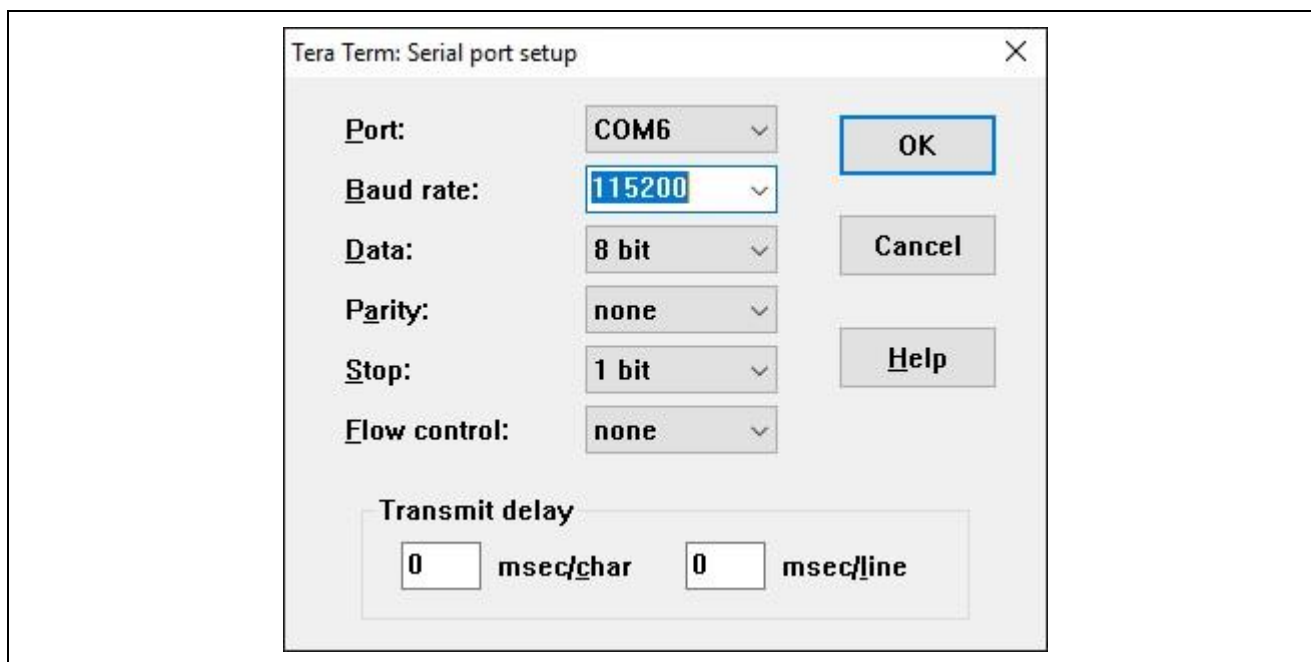 Tera Term: Serial port setup
Port: COM6
OK
Baud rate: 115200
Data: 8 bit
Cancel
Parity: none
Stop: 1 bit
Help
Flow control: none
Transmit delay
0 msec/char 0 msec/line